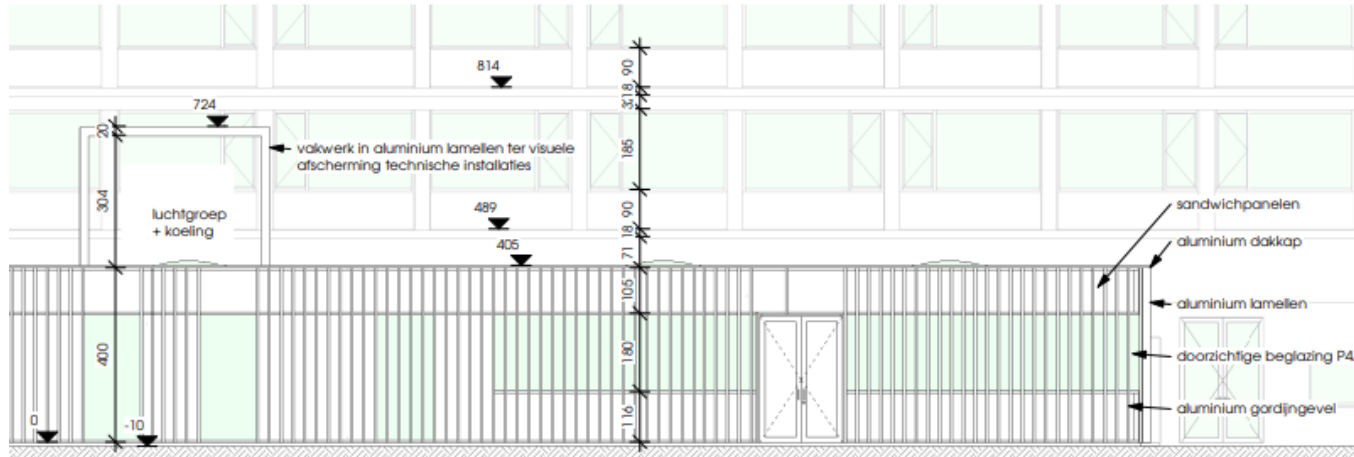 814
90
18
3
724
20
vakwerk in aluminium lamellen ter visuele
afscherming technische installaties
185
304
luchtgroep
+ koeling
489
90
18
405
71
sandwichpanelen
aluminium dakkap
105
aluminium lamellen
400
180
doorzichtige beglazing P4
0
-10
116
aluminium gordijngevel